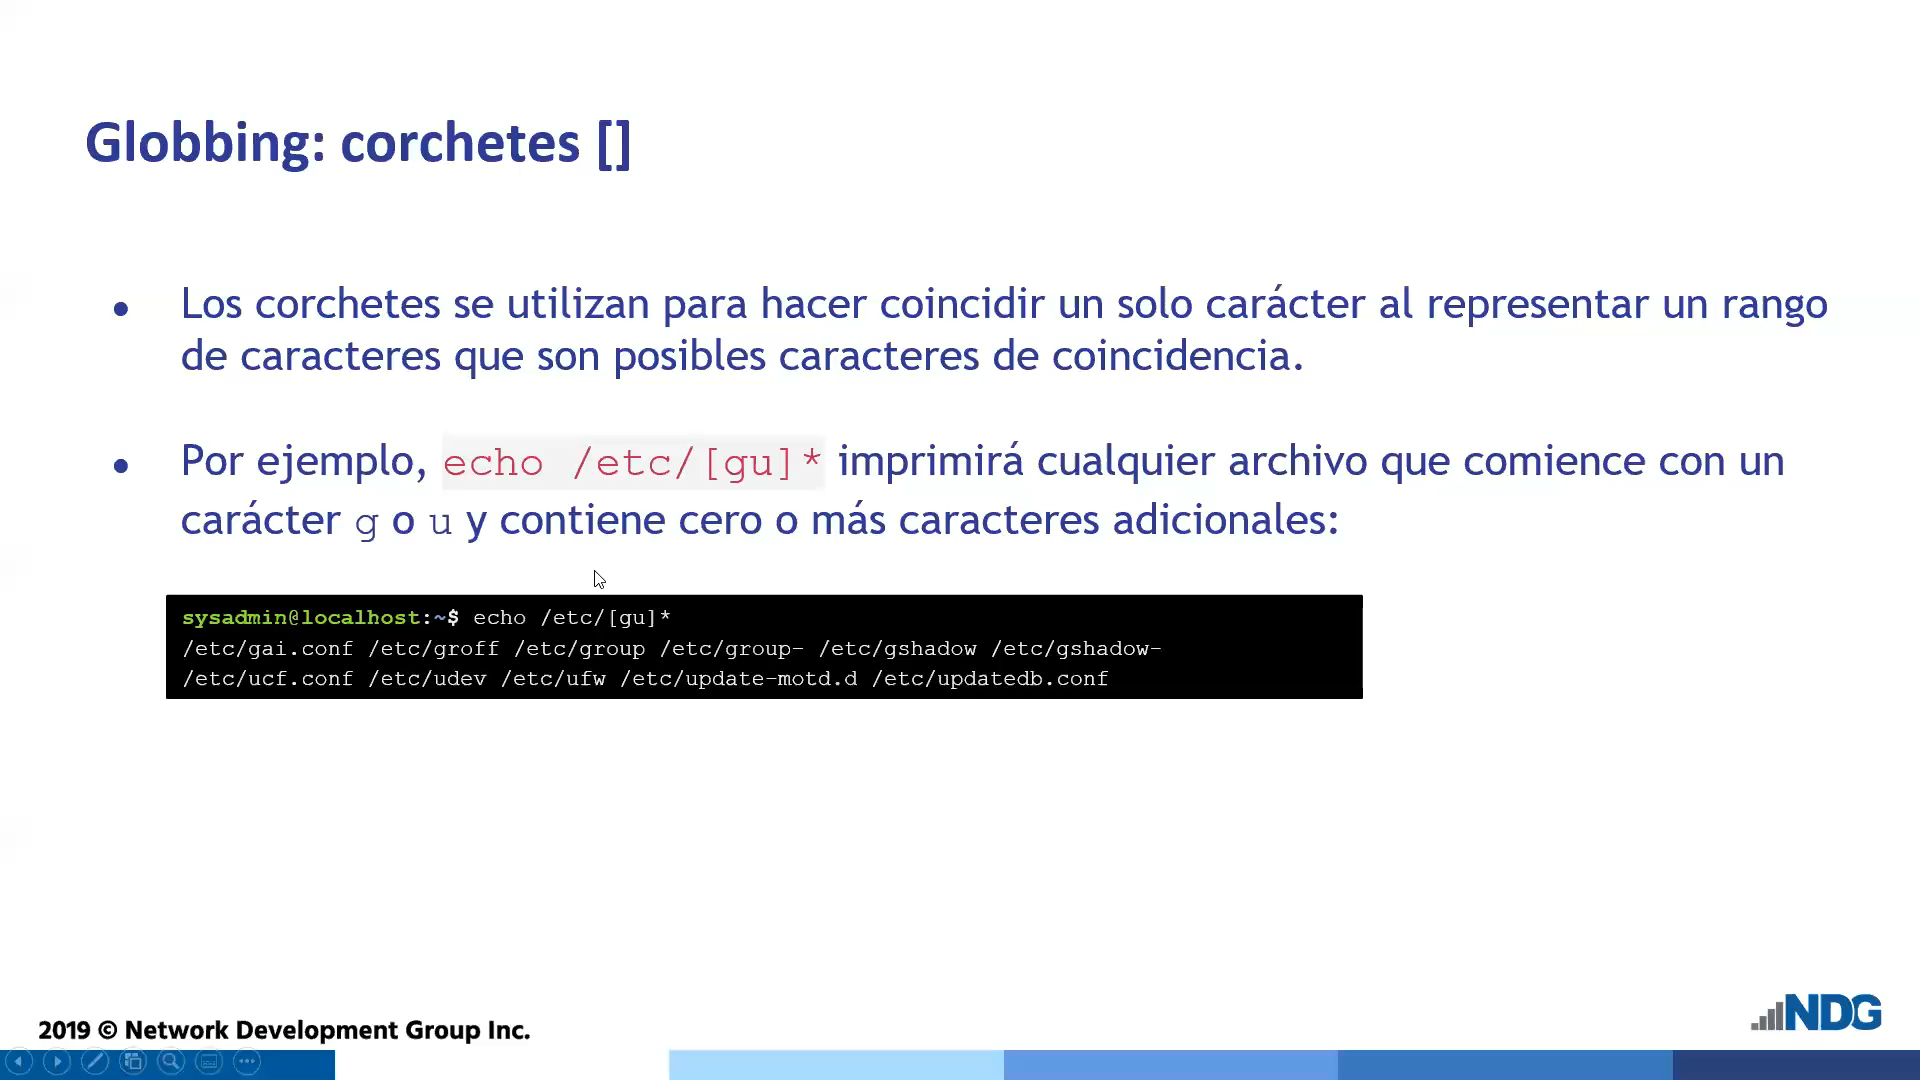 Globbing: corchetes []
• Los corchetes se utilizan para hacer coincidir un solo carácter al representar un rango
de caracteres que son posibles caracteres de coincidencia.
• Por ejemplo, echo /etc/[gu]* imprimirá cualquier archivo que comience con un
carácter g o u y contiene cero o más caracteres adicionales:
sysadmin@localhost:~$ echo /etc/[gu]*
/etc/gai.conf /etc/groff /etc/group /etc/group- /etc/gshadow /etc/gshadow-
/etc/ucf.conf /etc/udev /etc/ufw /etc/update-motd.d /etc/updatedb.conf
2019 © Network Development Group Inc.
NDG